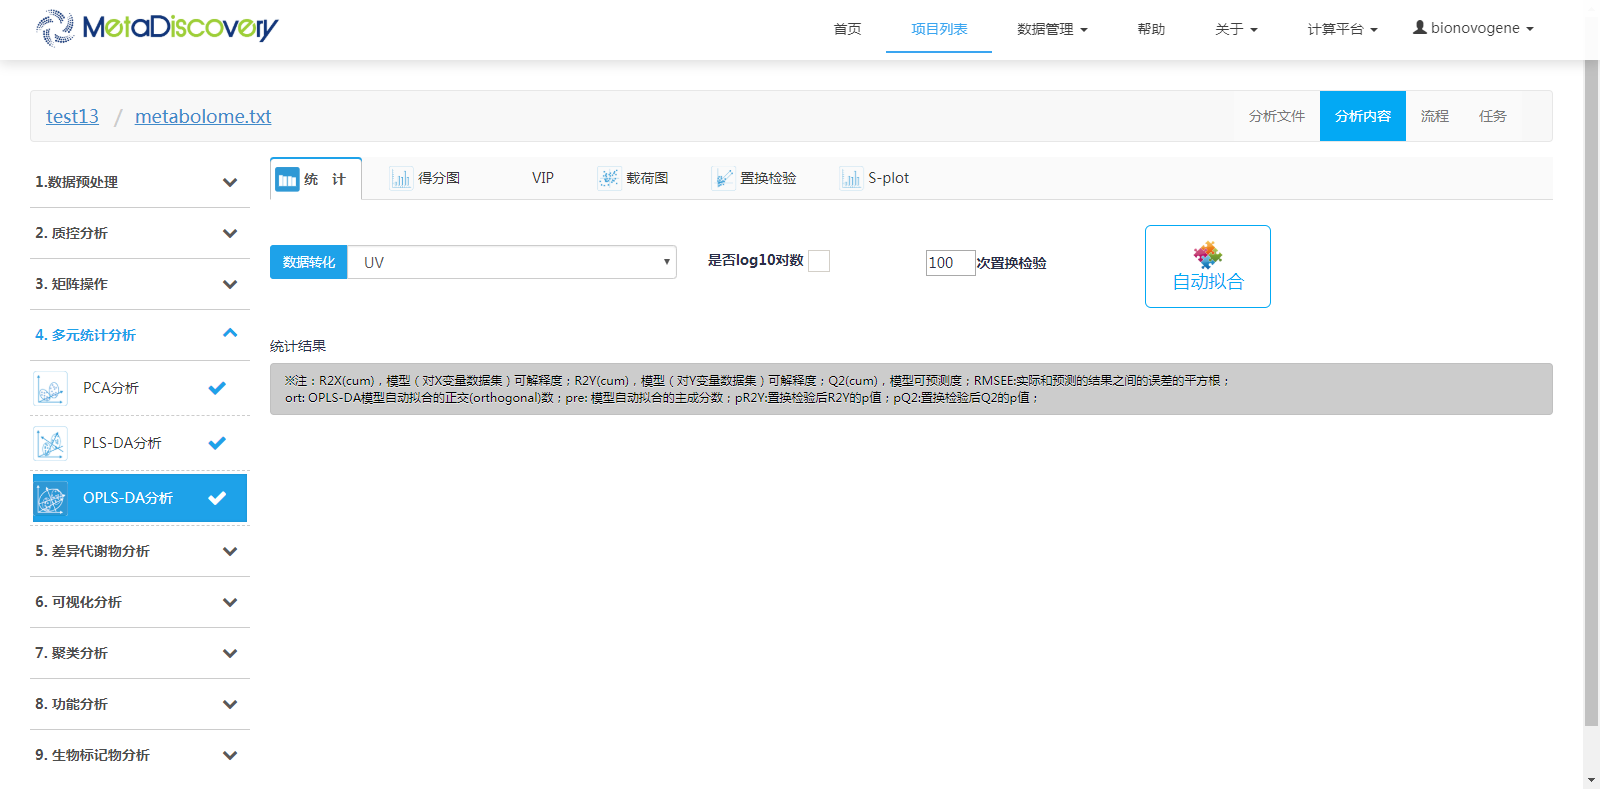 MetaDiscovery
首页
项目列表
数据管理
帮助
关于
计算平台
bionovogene
test13 / metabolome.txt
分析文件
分析内容
流程
任务
1.数据预处理
2. 质控分析
3. 矩阵操作
4. 多元统计分析
PCA分析
PLS-DA分析
OPLS-DA分析
5. 差异代谢物分析
6. 可视化分析
7. 聚类分析
8. 功能分析
9. 生物标记物分析
统 计
得分图
VIP
载荷图
置换检验
S-plot
数据转化
UV
是否log10对数
100 次置换检验
自动拟合
统计结果
※注：R2X(cum)，模型（对X变量数据集）可解释度；R2Y(cum)，模型（对Y变量数据集）可解释度；Q2(cum)，模型可预测度；RMSEE:实际和预测的结果之间的误差的平方根；
ort: OPLS-DA模型自动拟合的正交(orthogonal)数；pre: 模型自动拟合的主成分数；pR2Y:置换检验后R2Y的p值；pQ2:置换检验后Q2的p值；